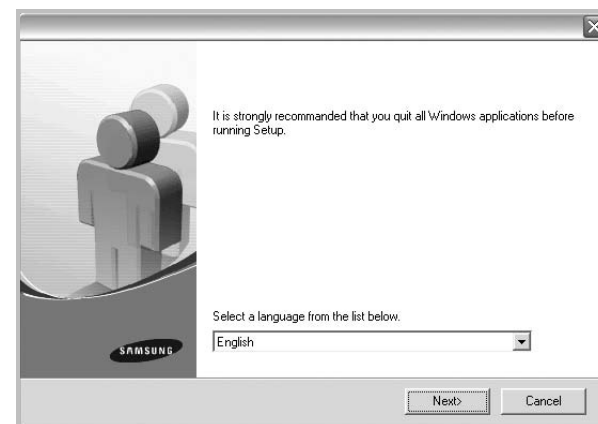 It is strongly recommanded that you quit all Windows applications before
running Setup.
Select a language from the list below.
English
SAMSUNG
Next>
Cancel